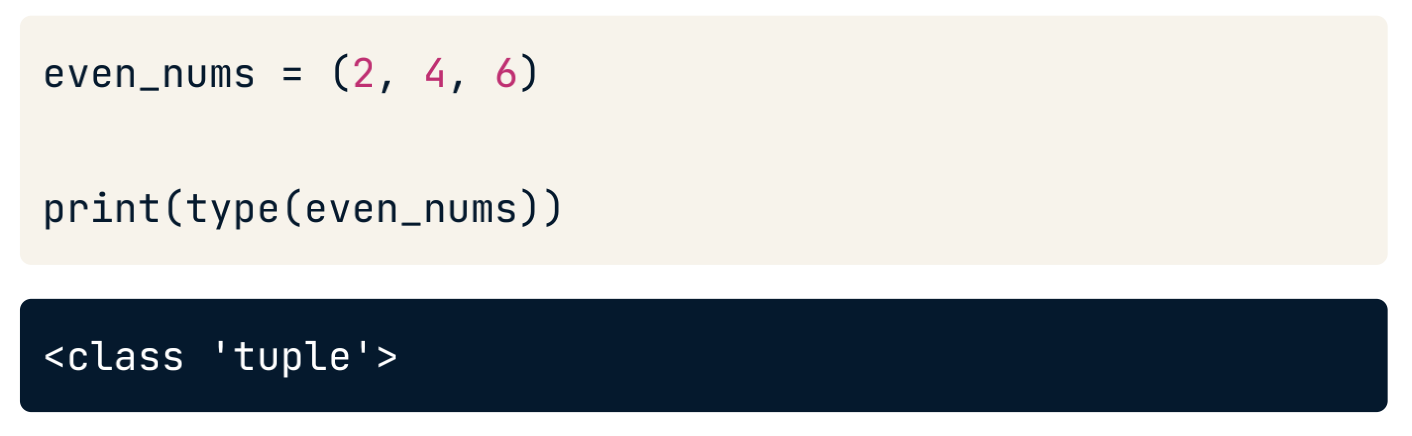 even_nums = (2, 4, 6)
print(type(even_nums))
<class 'tuple'>